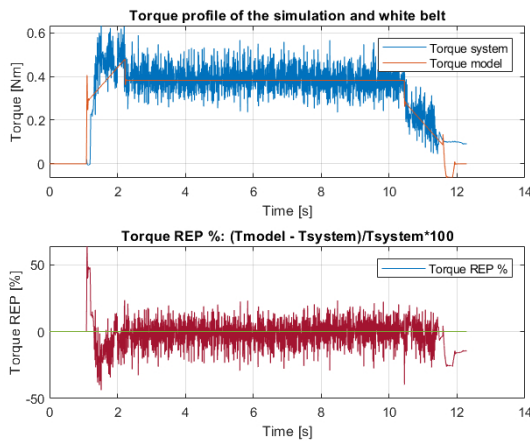 Torque profile of the simulation and white belt
0.6
0.4
0.2
0
Torque [Nm]
Torque system
Torque model
0 2 4 6 8 10 12 14
Time [s]
Torque REP %: (Tmodel - Tsystem)/Tsystem*100
50
0
-50
Torque REP [%]
Torque REP %
0 2 4 6 8 10 12 14
Time [s]